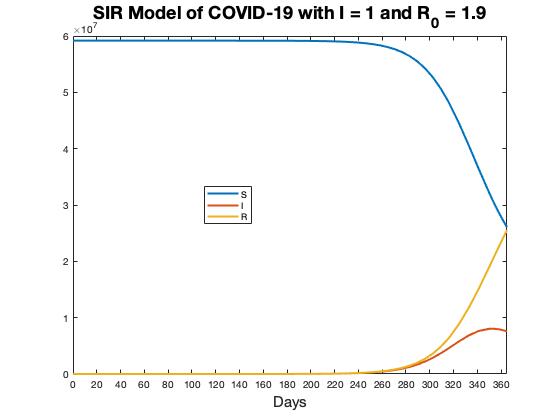 SIR Model of COVID-19 with I = 1 and R₀ = 1.9
×10⁷
6
5
4
3
2
1
0
S
I
R
0 20 40 60 80 100 120 140 160 180 200 220 240 260 280 300 320 340 360
Days